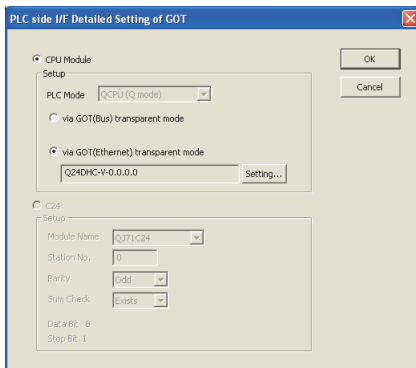 PLC side I/F Detailed Setting of GOT
CPU Module
Setup
PLC Mode QCPU (Q mode)
via GOT(Bus) transparent mode
via GOT(Ethernet) transparent mode
Q24DHC-V-0.0.0.0 Setting...
OK
Cancel
C24
Setup
Module Name QJ71C24
Station No. 0
Parity Odd
Sum Check Exists
Data Bit 8
Stop Bit 1